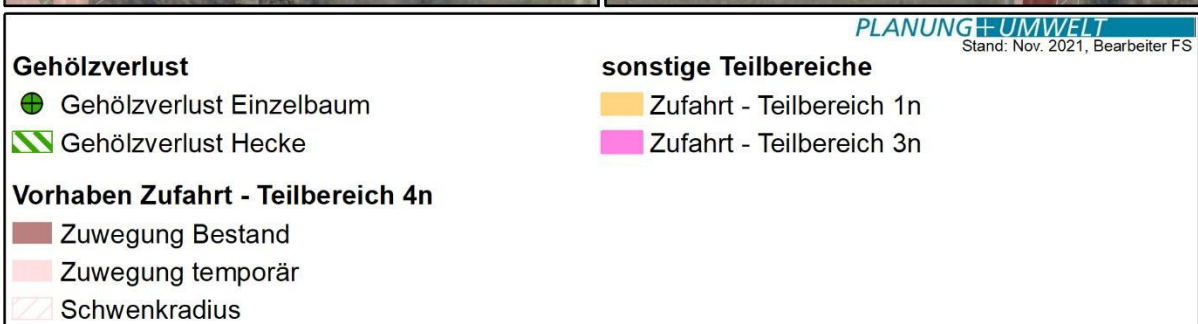 PLANUNG+UMWELT
Stand: Nov. 2021, Bearbeiter FS
Gehölzverlust
Gehölzverlust Einzelbaum
Gehölzverlust Hecke
Vorhaben Zufahrt - Teilbereich 4n
Zuwegung Bestand
Zuwegung temporär
Schwenkradius
sonstige Teilbereiche
Zufahrt - Teilbereich 1n
Zufahrt - Teilbereich 3n